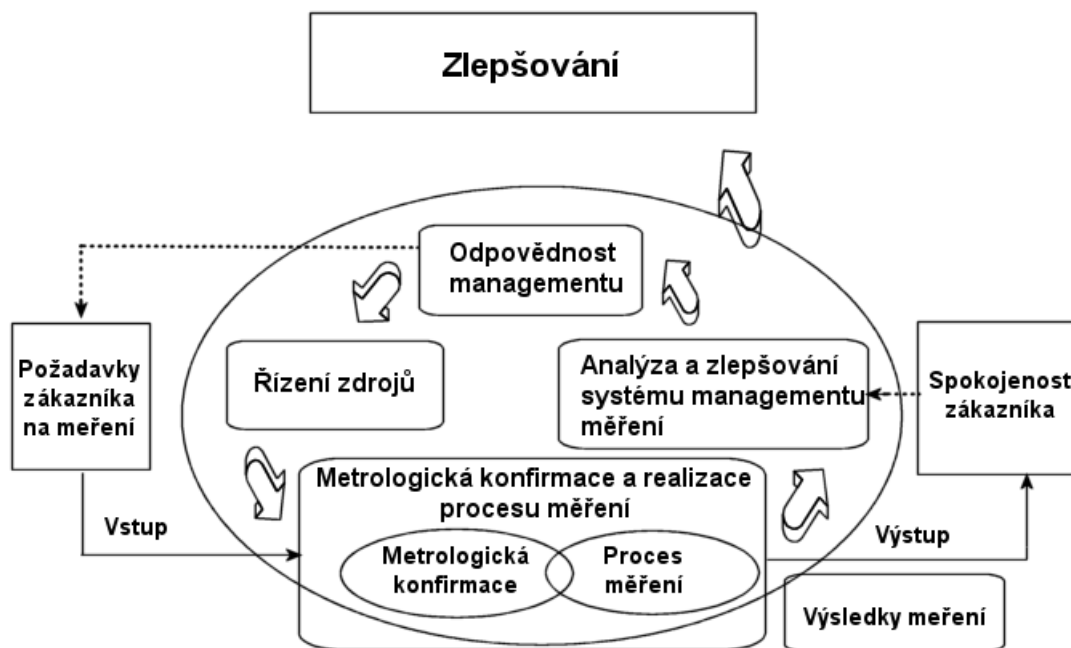 Zlepšování
Odpovědnost
managementu
Požadavky
zákazníka
na meření
Řízení zdrojů
Analýza a zlepšování
systému managementu
měření
Spokojenost
zákazníka
Metrologická konfirmace a realizace
procesu měření
Vstup
Metrologická
konfirmace
Proces
měření
Výstup
Výsledky meření